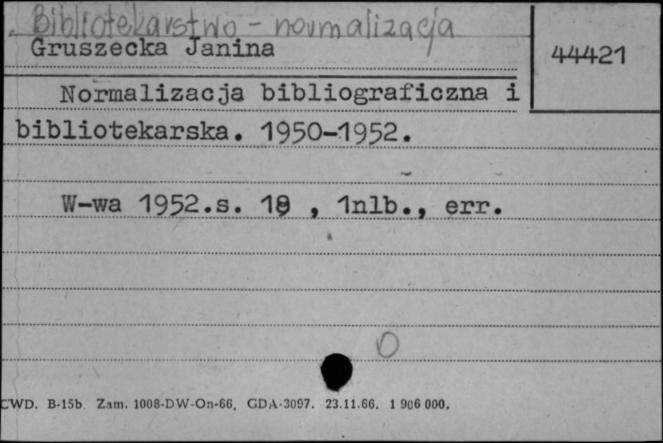 Bibliotekarstwo - normalizacja
Gruszecka Janina
44421
Normalizacja bibliograficzna i
bibliotekarska. 1950-1952.
W-wa 1952.s. 18 , 1nlb., err.
O
CWD. B-15b. Zam. 1008-DW-On-66. GDA-3097. 23.11.66. 1 906 000.